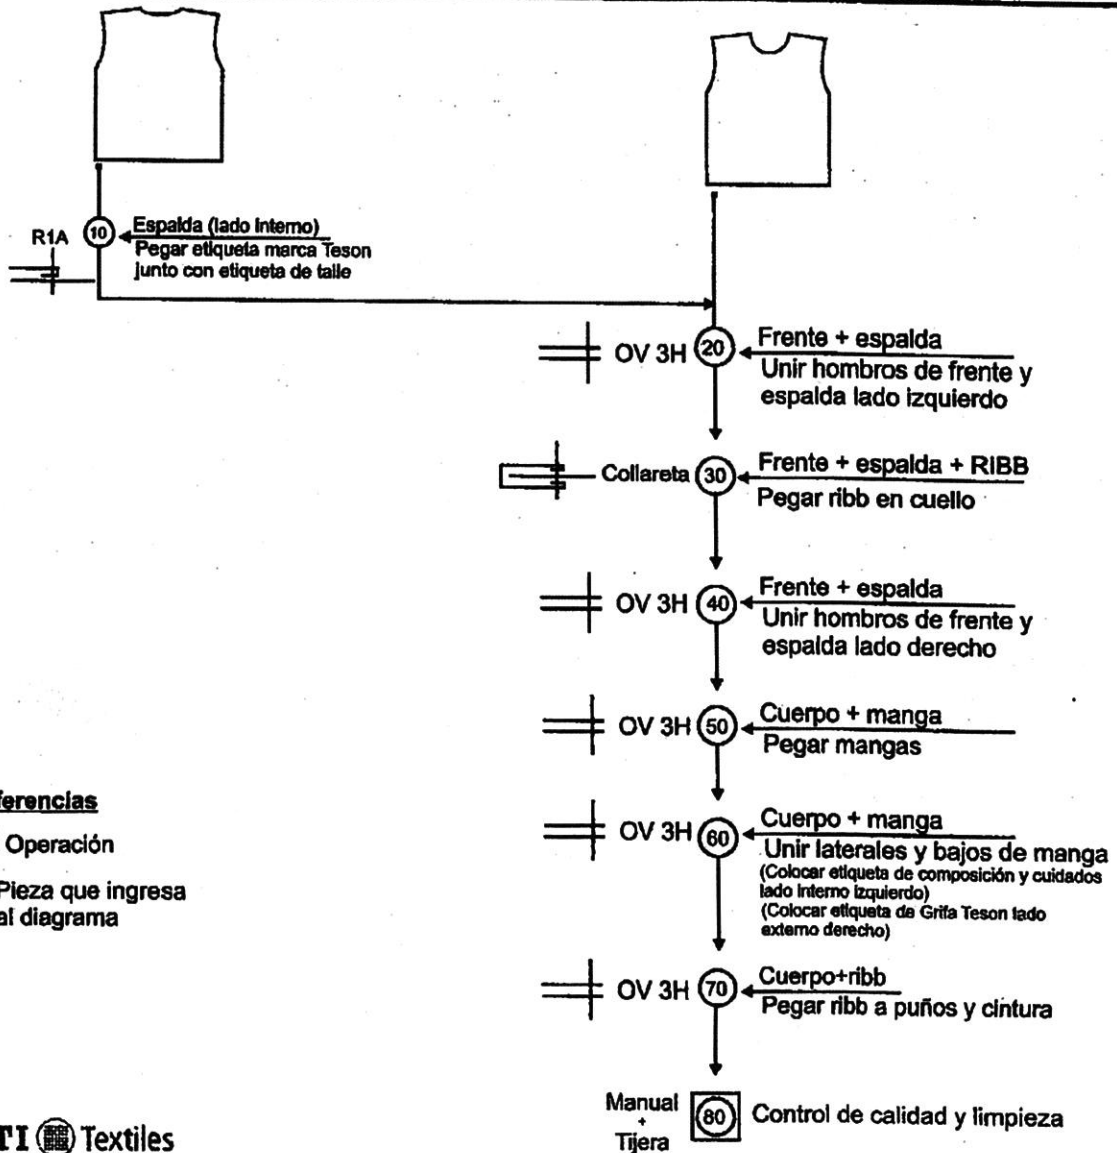 R1A
10
Espalda (lado Interno)
Pegar etiqueta marca Teson
junto con etiqueta de talle
OV 3H
20
Frente + espalda
Unir hombros de frente y
espalda lado izquierdo
Collareta
30
Frente + espalda + RIBB
Pegar ribb en cuello
OV 3H
40
Frente + espalda
Unir hombros de frente y
espalda lado derecho
OV 3H
50
Cuerpo + manga
Pegar mangas
OV 3H
60
Cuerpo + manga
Unir laterales y bajos de manga
(Colocar etiqueta de composición y cuidados
lado Interno Izquierdo)
(Colocar etiqueta de Grifa Teson lado
externo derecho)
OV 3H
70
Cuerpo+ribb
Pegar ribb a puños y cintura
Manual
+
Tijera
80
Control de calidad y limpieza
ferencias
Operación
Pieza que ingresa
al diagrama
TI Textiles